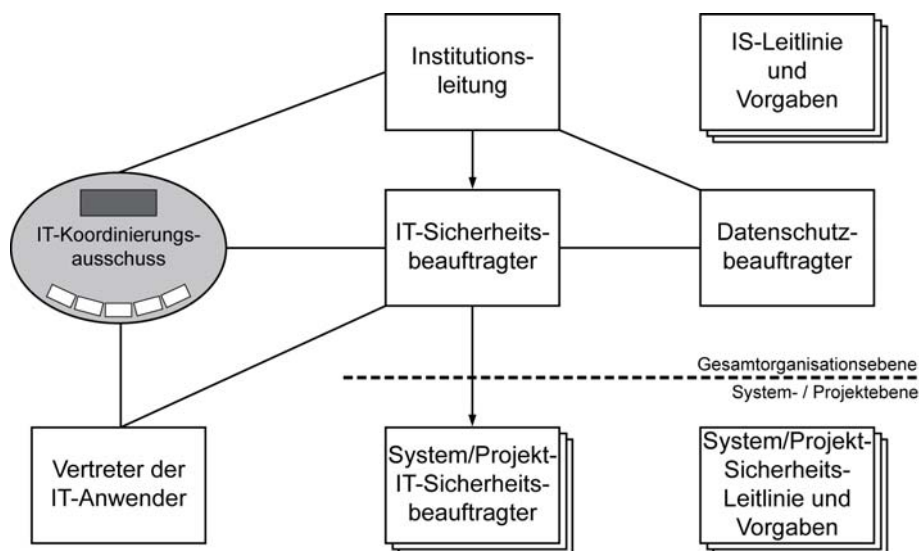 Institutions-
leitung
IS-Leitlinie
und
Vorgaben
IT-Koordinierungs-
ausschuss
IT-Sicherheits-
beauftragter
Datenschutz-
beauftragter
Gesamtorganisationsebene
System- / Projektebene
Vertreter der
IT-Anwender
System/Projekt-
IT-Sicherheits-
beauftragter
System/Projekt-
Sicherheits-
Leitlinie und
Vorgaben